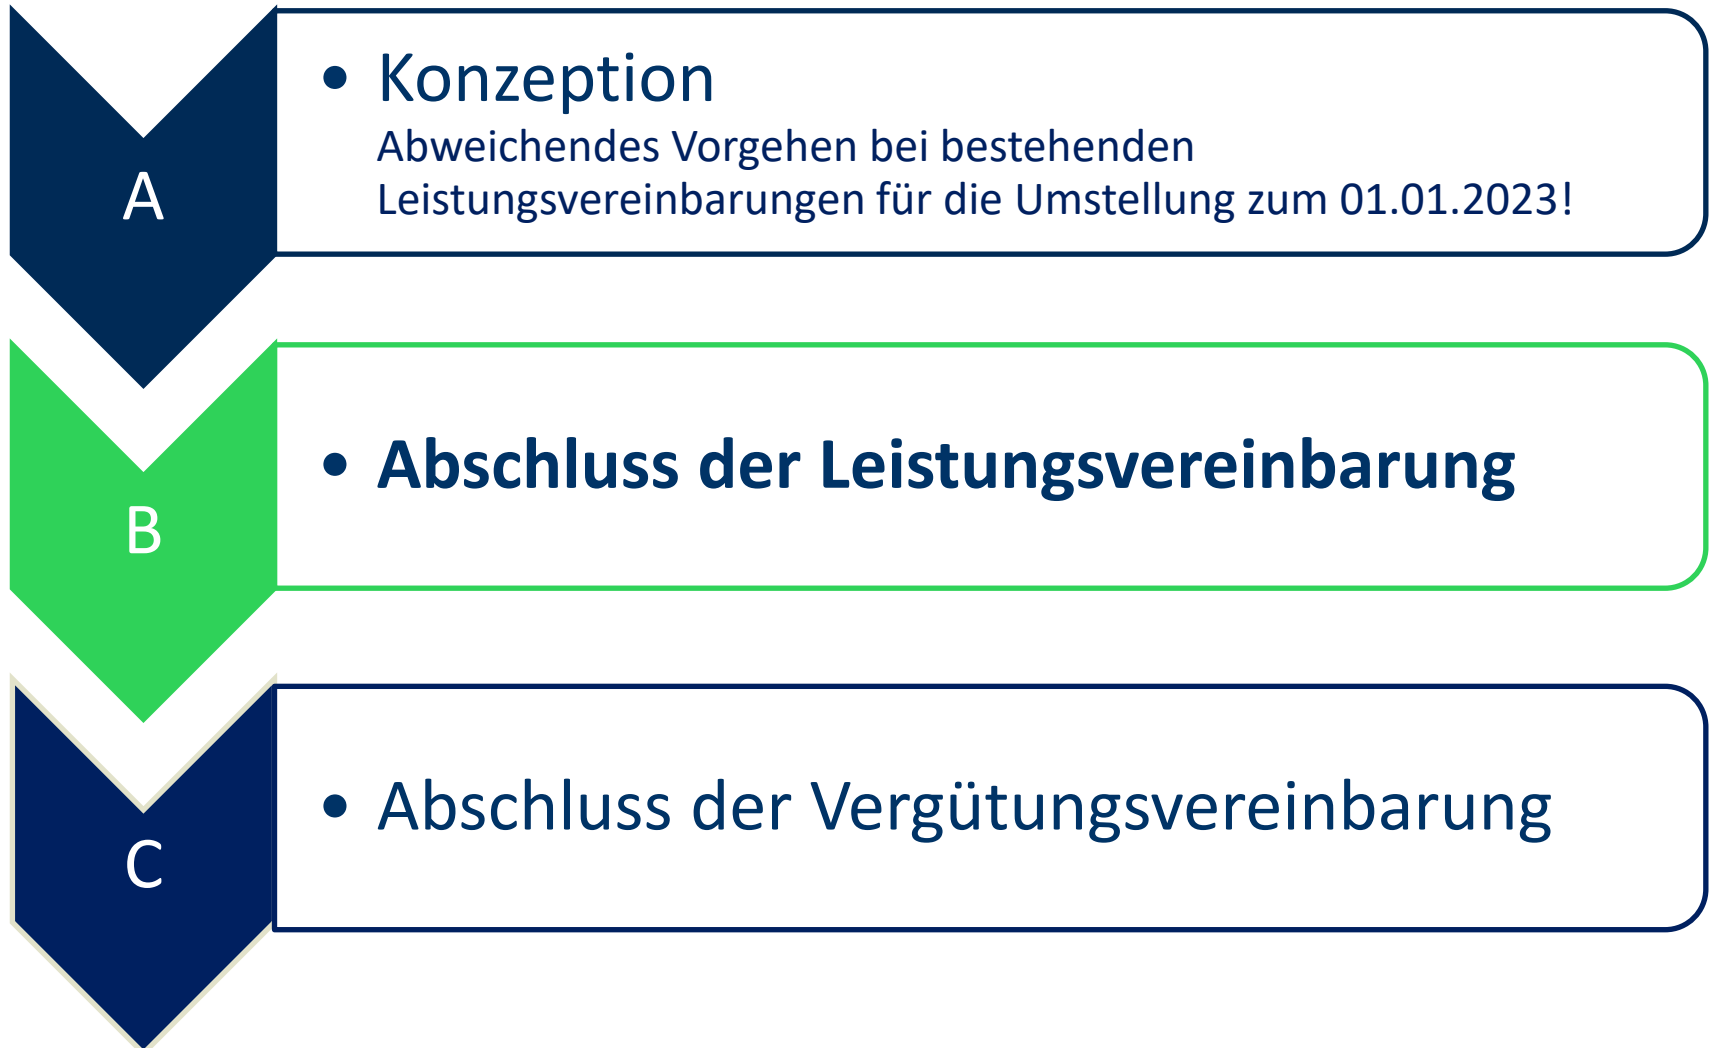 A
• Konzeption
Abweichendes Vorgehen bei bestehenden
Leistungsvereinbarungen für die Umstellung zum 01.01.2023!
B
• Abschluss der Leistungsvereinbarung
C
• Abschluss der Vergütungsvereinbarung